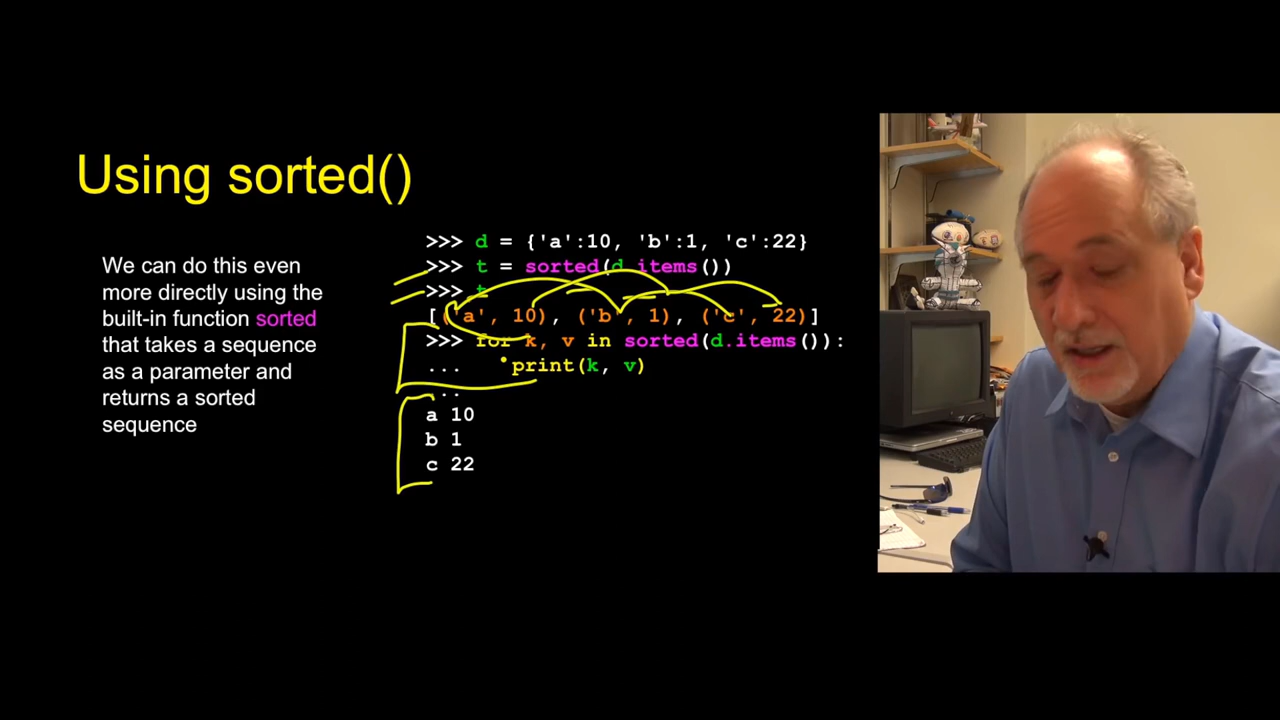 Using sorted()
We can do this even
more directly using the
built-in function sorted
that takes a sequence
as a parameter and
returns a sorted
sequence
>>> d = {'a':10, 'b':1, 'c':22}
>>> t = sorted(d.items())
>>> t
[('a', 10), ('b', 1), ('c', 22)]
>>> for k, v in sorted(d.items()):
... print(k, v)
...
a 10
b 1
c 22